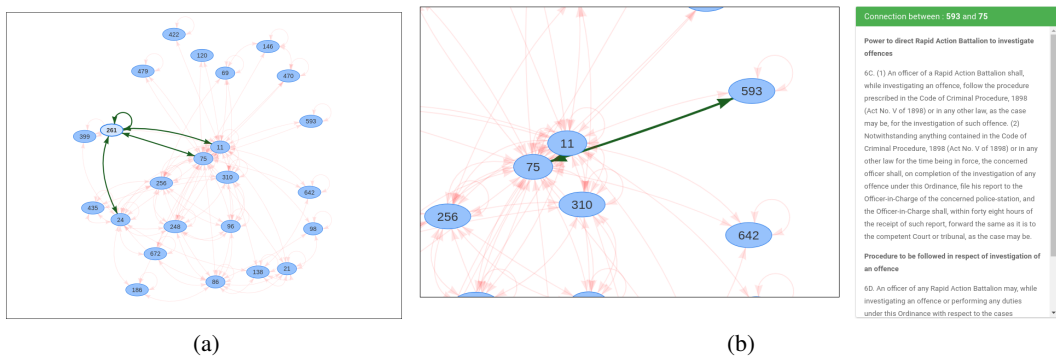 422
146
120
479
69
470
261
593
399
11
75
256
310
642
435
24
248
96
98
672
138
21
86
186
(a)
593
11
75
310
256
642
(b)
Connection between : 593 and 75
Power to direct Rapid Action Battalion to investigate
offences
6C. (1) An officer of a Rapid Action Battalion shall,
while investigating an offence, follow the procedure
prescribed in the Code of Criminal Procedure, 1898
(Act No. V of 1898) or in any other law, as the case
may be, for the investigation of such offence. (2)
Notwithstanding anything contained in the Code of
Criminal Procedure, 1898 (Act No. V of 1898) or in any
other law for the time being in force, the concerned
officer shall, on completion of the investigation of any
offence under this Ordinance, file his report to the
Officer-in-Charge of the concerned police-station, and
the Officer-in-Charge shall, within forty eight hours of
the receipt of such report, forward the same as it is to
the competent Court or tribunal, as the case may be.
Procedure to be followed in respect of investigation of
an offence
6D. An officer of any Rapid Action Battalion may, while
investigating an offence or performing any duties
under this Ordinance with respect to the cases